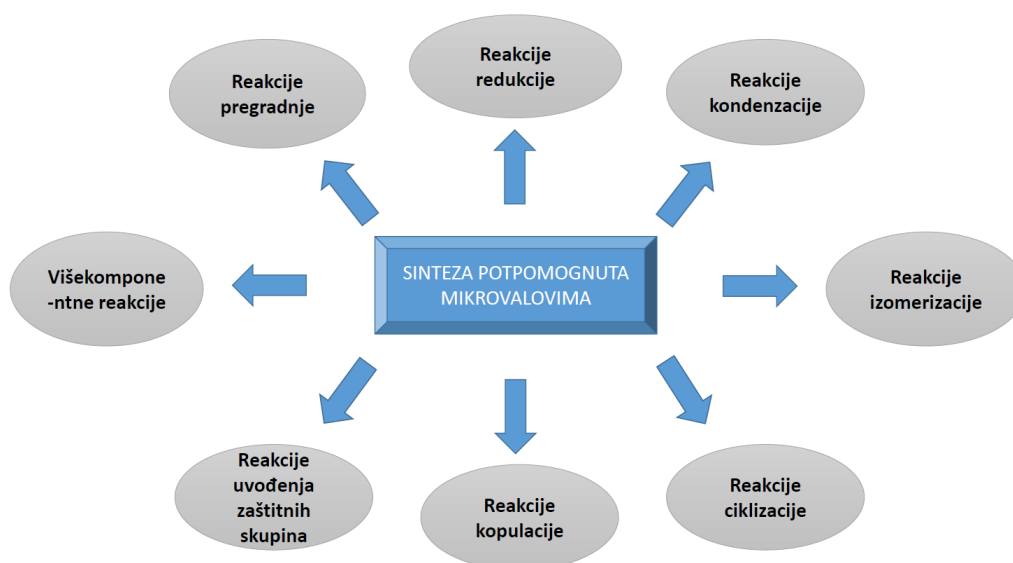 Reakcije
pregradnje
Reakcije
redukcije
Reakcije
kondenzacije
Višekompone
-ntne reakcije
SINTEZA POTPOMOGNUTA
MIKROVALOVIMA
Reakcije
izomerizacije
Reakcije
uvođenja
zaštitnih
skupina
Reakcije
kopulacije
Reakcije
ciklizacije